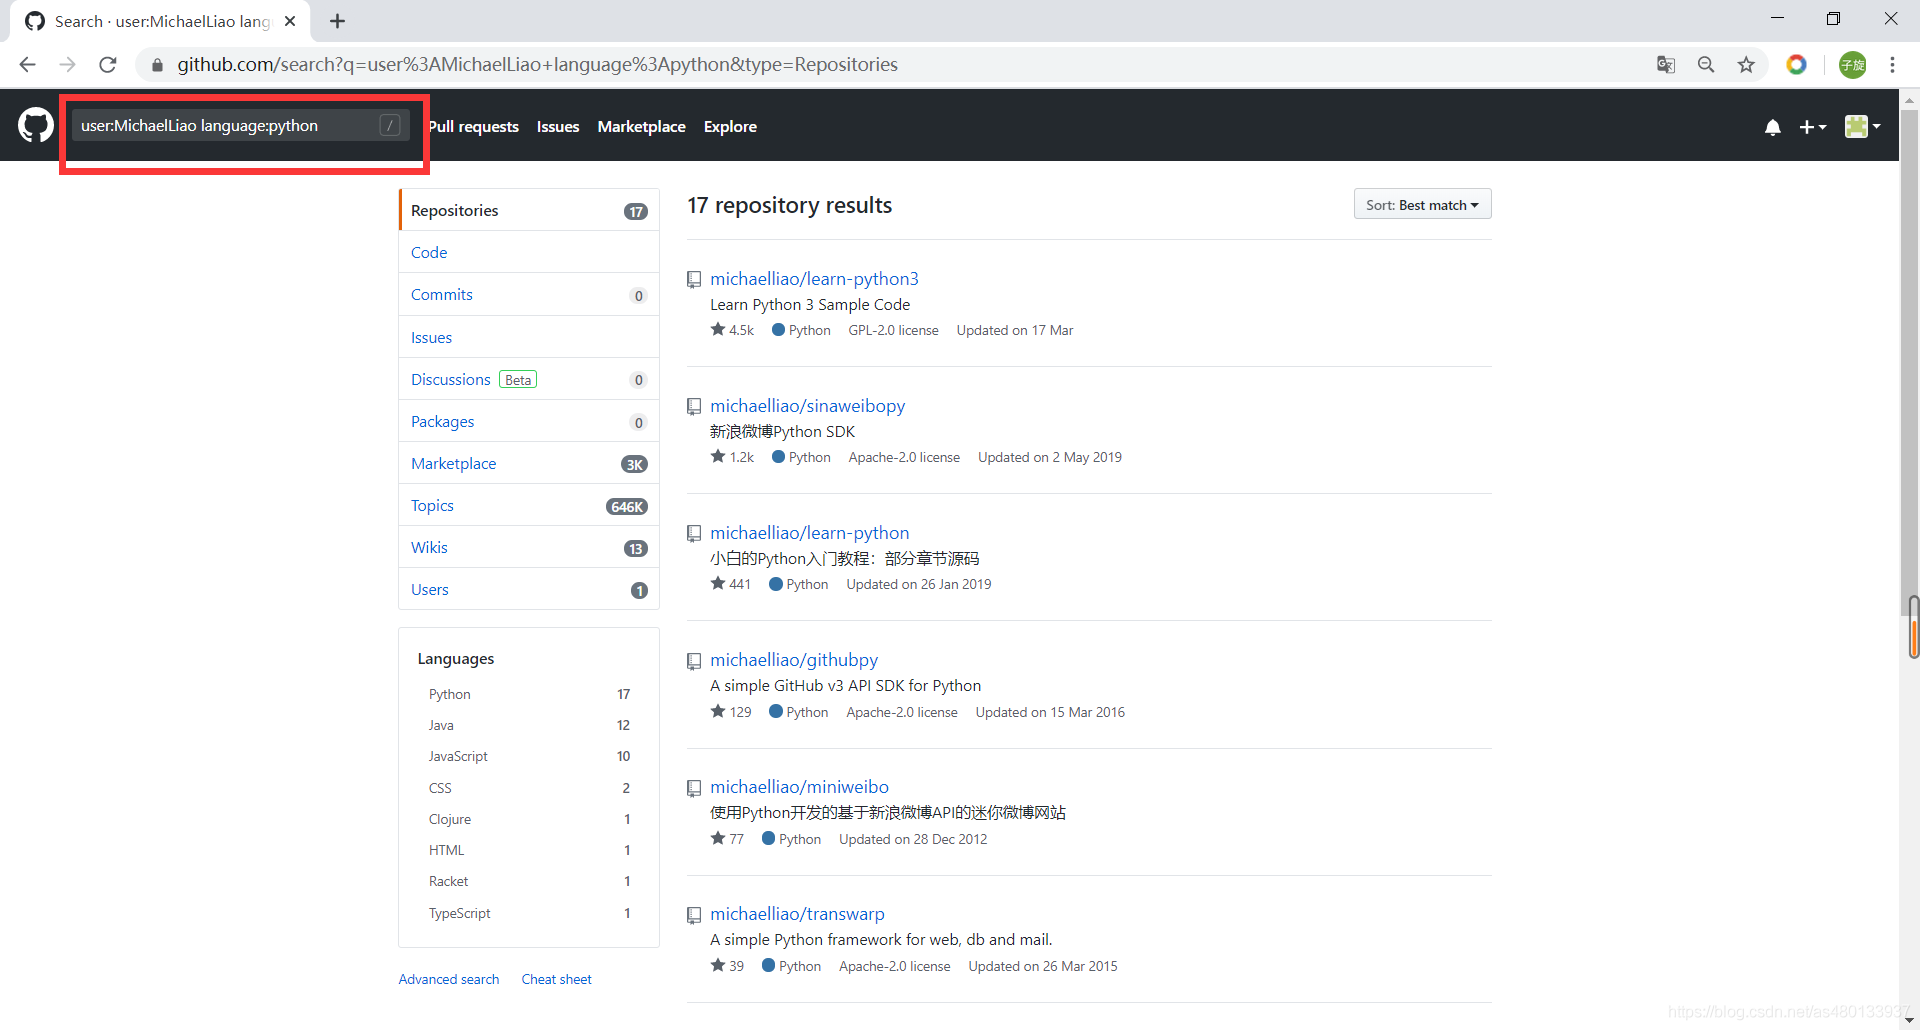 Search · user:MichaelLiao lang
github.com/search?q=user%3AMichaelLiao+language%3Apython&type=Repositories
子旋
user:MichaelLiao language:python /
Pull requests Issues Marketplace Explore
Repositories 17
Code
Commits 0
Issues
Discussions Beta 0
Packages 0
Marketplace 3K
Topics 646K
Wikis 13
Users 1
Languages
Python 17
Java 12
JavaScript 10
CSS 2
Clojure 1
HTML 1
Racket 1
TypeScript 1
Advanced search Cheat sheet
17 repository results
Sort: Best match
michaelliao/learn-python3
Learn Python 3 Sample Code
4.5k Python GPL-2.0 license Updated on 17 Mar
michaelliao/sinaweibopy
新浪微博Python SDK
1.2k Python Apache-2.0 license Updated on 2 May 2019
michaelliao/learn-python
小白的Python入门教程：部分章节源码
441 Python Updated on 26 Jan 2019
michaelliao/githubpy
A simple GitHub v3 API SDK for Python
129 Python Apache-2.0 license Updated on 15 Mar 2016
michaelliao/miniweibo
使用Python开发的基于新浪微博API的迷你微博网站
77 Python Updated on 28 Dec 2012
michaelliao/transwarp
A simple Python framework for web, db and mail.
39 Python Apache-2.0 license Updated on 26 Mar 2015
https://blog.csdn.net/as480133937